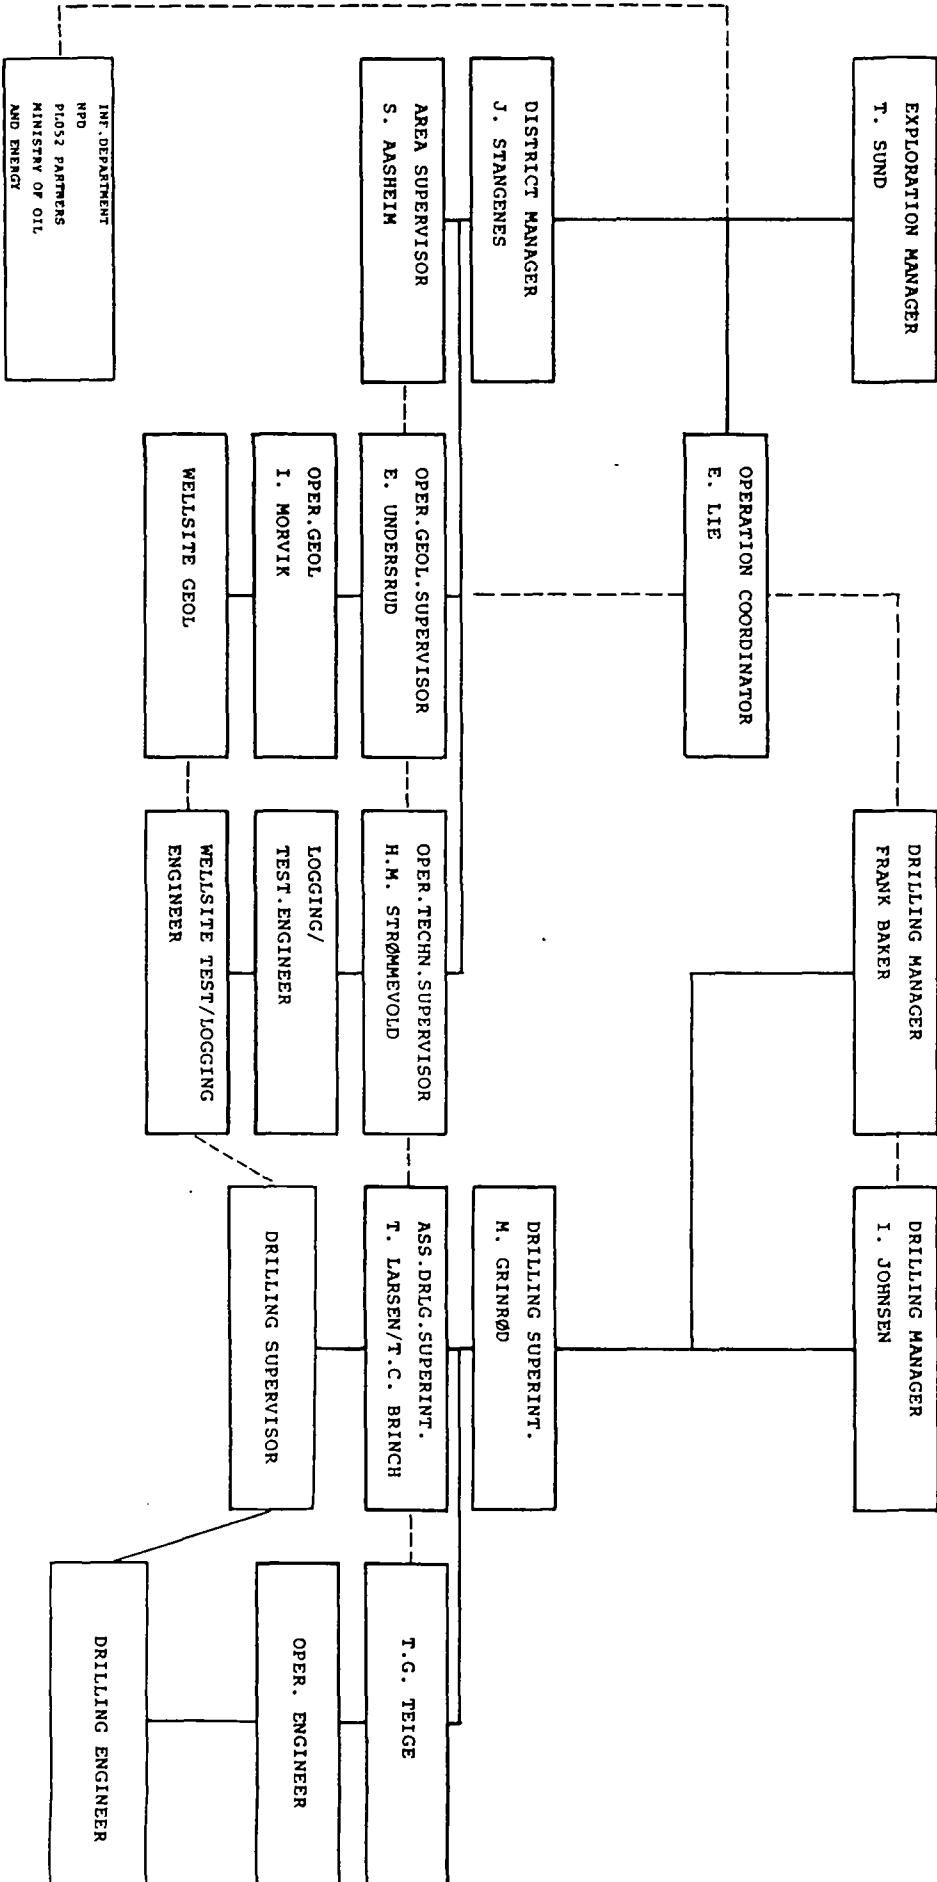 EXPLORATION MANAGER
T. SUND
DRILLING MANAGER
FRANK BAKER
DRILLING MANAGER
I. JOHNSEN
OPERATION COORDINATOR
E. LIE
DISTRICT MANAGER
J. STANGENES
DRILLING SUPERINT.
M. GRINRØD
AREA SUPERVISOR
S. AASHEIM
OPER.GEOL.SUPERVISOR
E. UNDERSRUD
OPER.TECHN.SUPERVISOR
H.M. STRØMMEVOLD
ASS.DRLG.SUPERINT.
T. LARSEN/T.C. BRINCH
T.G. TEIGE
OPER.GEOL
I. MORVIK
LOGGING/
TEST.ENGINEER
DRILLING SUPERVISOR
OPER. ENGINEER
WELLSITE GEOL
WELLSITE TEST/LOGGING
ENGINEER
DRILLING ENGINEER
INF.DEPARTMENT
NPD
PL052 PARTNERS
MINISTRY OF OIL
AND ENERGY